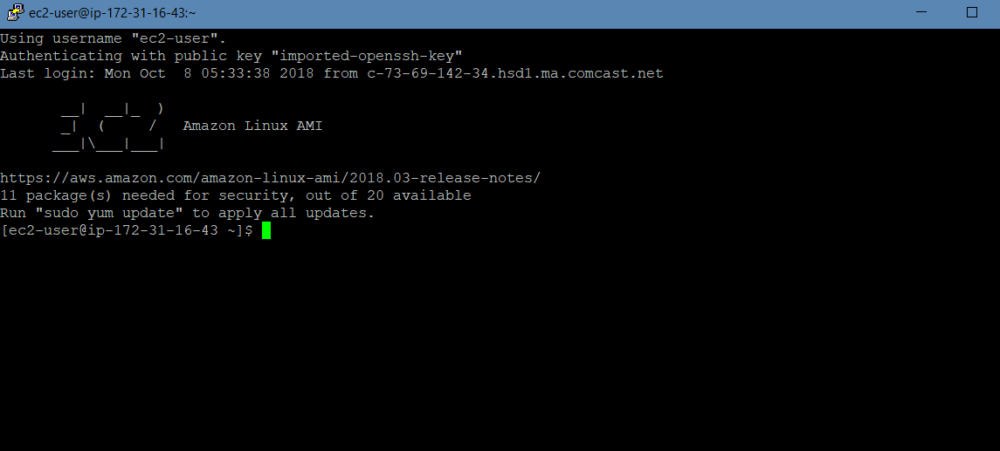 ec2-user@ip-172-31-16-43:~
Using username "ec2-user".
Authenticating with public key "imported-openssh-key"
Last login: Mon Oct  8 05:33:38 2018 from c-73-69-142-34.hsd1.ma.comcast.net
       __|  __|_  )
       _|  (     /   Amazon Linux AMI
      ___|\___|___|
https://aws.amazon.com/amazon-linux-ami/2018.03-release-notes/
11 package(s) needed for security, out of 20 available
Run "sudo yum update" to apply all updates.
[ec2-user@ip-172-31-16-43 ~]$